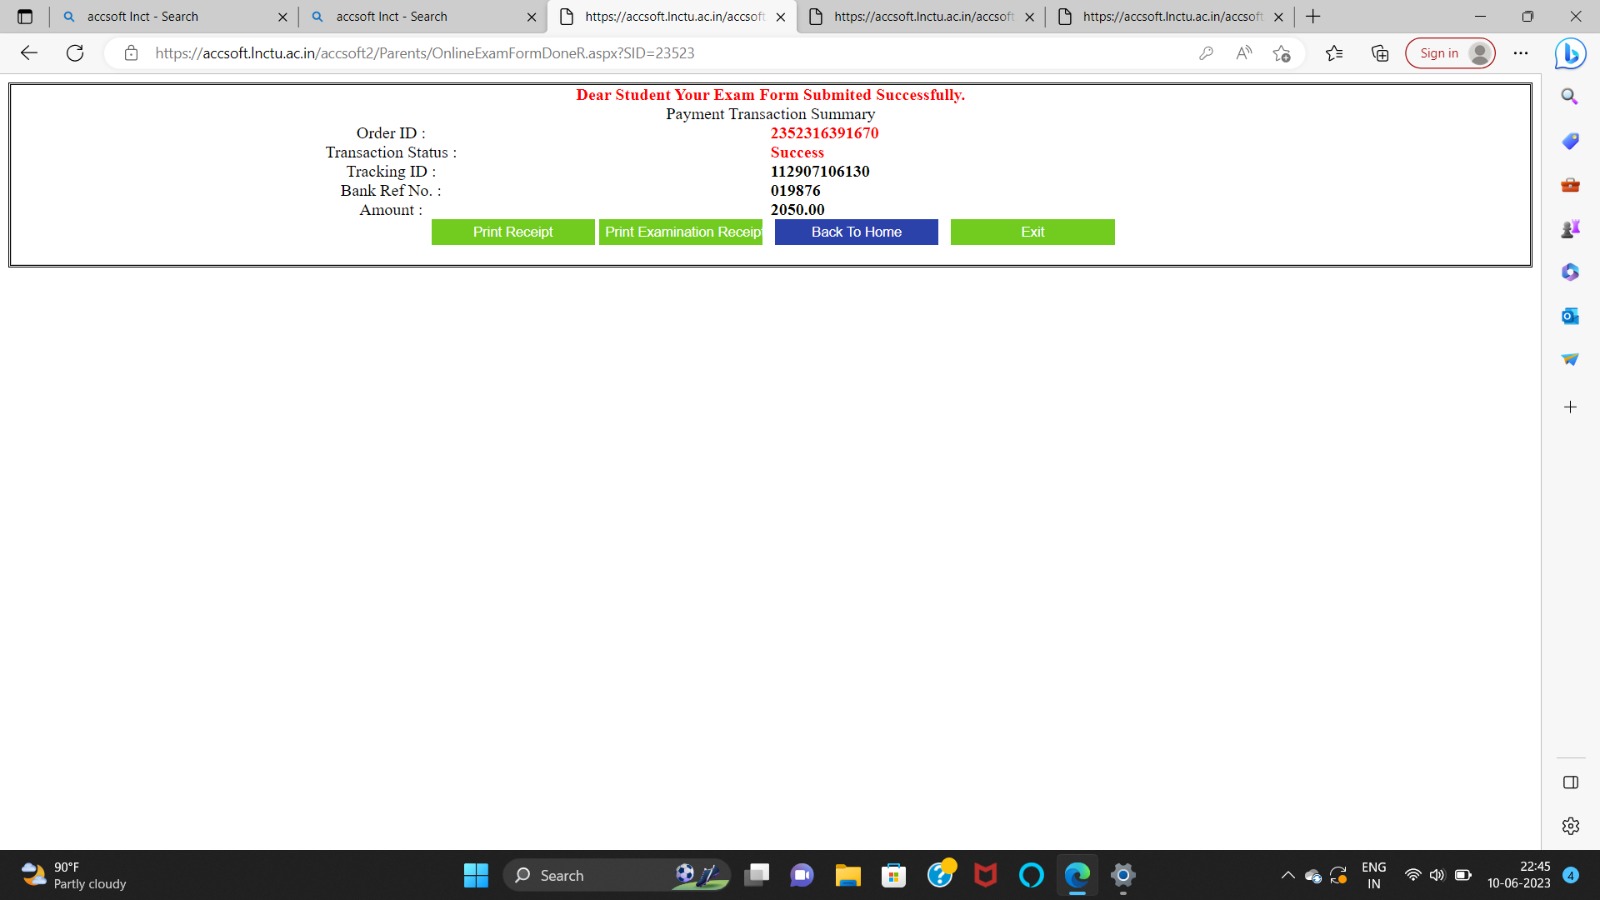 accsoft lnct - Search
accsoft lnct - Search
https://accsoft.lnctu.ac.in/accsoft
https://accsoft.lnctu.ac.in/accsoft
https://accsoft.lnctu.ac.in/accsoft
https://accsoft.lnctu.ac.in/accsoft2/Parents/OnlineExamFormDoneR.aspx?SID=23523
Sign in
Dear Student Your Exam Form Submited Successfully.
Payment Transaction Summary
Order ID : 2352316391670
Transaction Status : Success
Tracking ID : 112907106130
Bank Ref No. : 019876
Amount : 2050.00
Print Receipt Print Examination Receip Back To Home Exit
90°F
Partly cloudy
Search
ENG
IN
22:45
10-06-2023
4